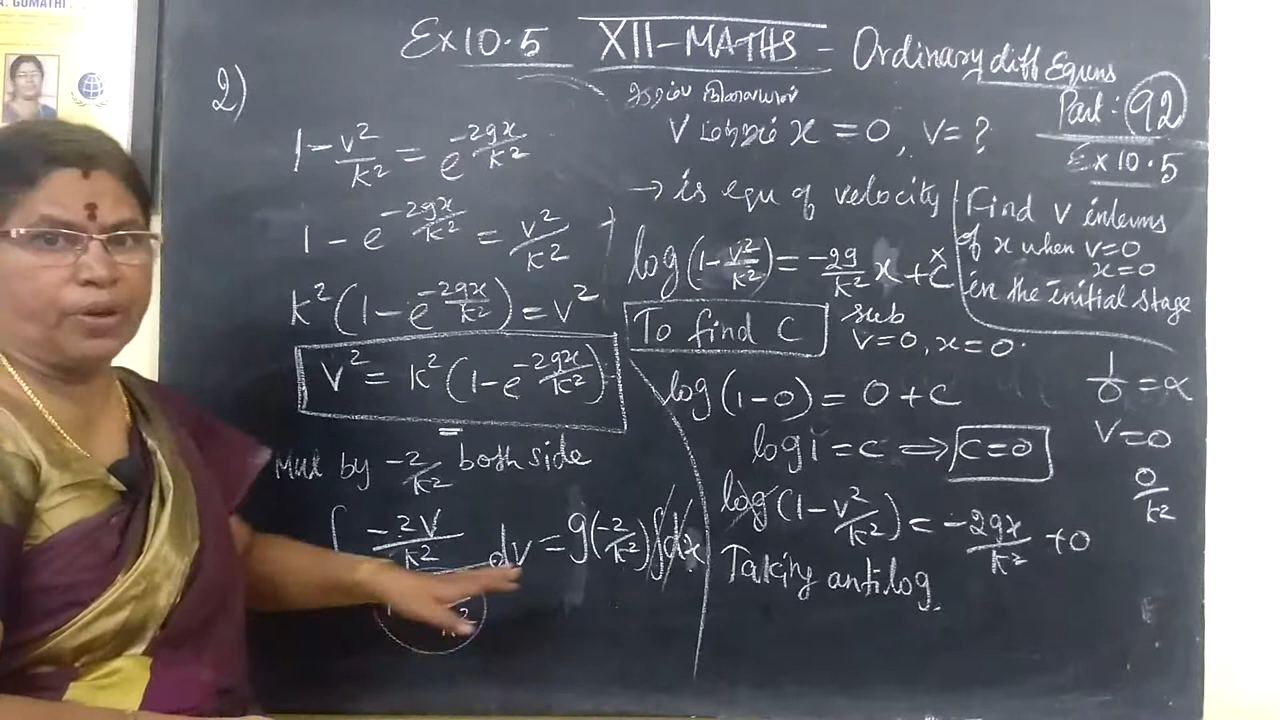 A. GOMATHI.
Ex 10.5 XII-MATHS - Ordinary diff Equns
Part: 92
Ex 10.5
2)
1 - v²/k² = e^(-2gx/k²)
1 - e^(-2gx/k²) = v²/k²
k²(1 - e^(-2gx/k²)) = v²
V² = k²(1 - e^(-2gx/k²))
Mul by -2/k² both side
∫ (-2v/k²)/ dv = g(-2/k²)∫dx
V x = 0, V = ?
→ is equ of velocity
log(1 - v²/k²) = -2g/k² x + C
To find C sub
V=0, x=0.
log(1-0) = 0 + C
log 1 = C ⇒ C=0
log(1 - v²/k²) = -2gx/k² + 0
Taking antilog.
Find V interms
of x when v=0
x=0
in the initial stage
1/0 = ∝
V=0
0/k²